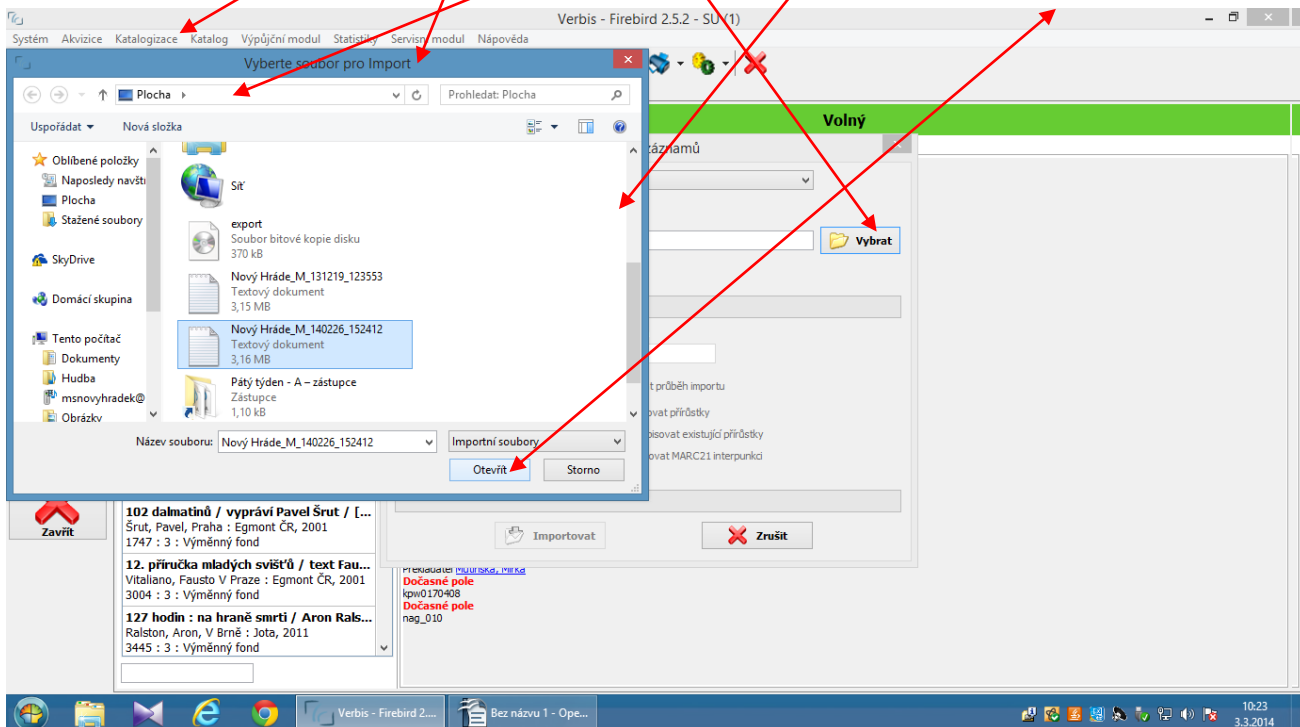 Verbis - Firebird 2.5.2 - SU (1)
Systém Akvizice Katalogizace Katalog Výpůjční modul Statistiky Servisní modul Nápověda
Vyberte soubor pro Import
Plocha
Prohledat: Plocha
Uspořádat
Nová složka
Oblíbené položky
Naposledy navšti
Plocha
Stažené soubory
SkyDrive
Domácí skupina
Tento počítač
Dokumenty
Hudba
msnovyhradek@
Obrázky
Síť
export
Soubor bitové kopie disku
370 kB
Nový Hráde_M_131219_123553
Textový dokument
3,15 MB
Nový Hráde_M_140226_152412
Textový dokument
3,16 MB
Pátý týden - A – zástupce
Zástupce
1,10 kB
Název souboru: Nový Hráde_M_140226_152412
Importní soubory
Otevřít
Storno
Volný
záznamů
Vybrat
t průběh importu
ovat přírůstky
pisovat existující přírůstky
ovat MARC21 interpunkci
Importovat
Zrušit
Zavřít
102 dalmatinů / vypráví Pavel Šrut / [...
Šrut, Pavel, Praha : Egmont ČR, 2001
1747 : 3 : Výměnný fond
12. příručka mladých svišťů / text Fau...
Vitaliano, Fausto V Praze : Egmont ČR, 2001
3004 : 3 : Výměnný fond
127 hodin : na hraně smrti / Aron Rals...
Ralston, Aron, V Brně : Jota, 2011
3445 : 3 : Výměnný fond
Dočasné pole
kpw0170408
Dočasné pole
nag_010
Verbis - Firebird 2....
Bez názvu 1 - Ope...
10:23
3.3.2014